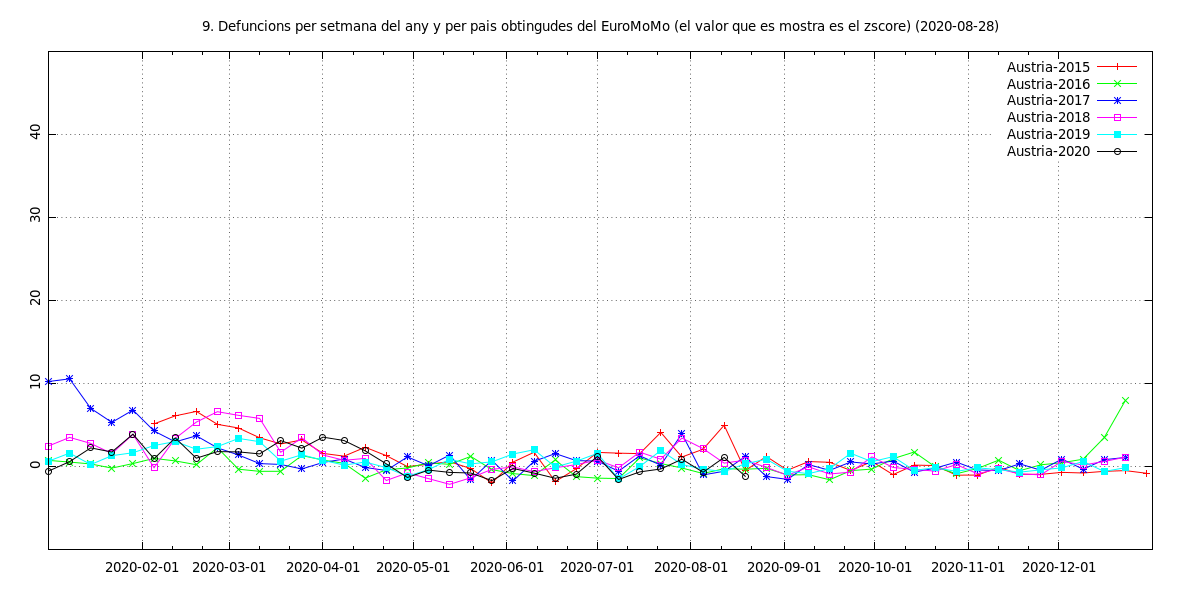 9. Defuncions per setmana del any y per pais obtingudes del EuroMoMo (el valor que es mostra es el zscore) (2020-08-28)
Austria-2015
Austria-2016
Austria-2017
Austria-2018
Austria-2019
Austria-2020
40
30
20
10
0
2020-02-01 2020-03-01 2020-04-01 2020-05-01 2020-06-01 2020-07-01 2020-08-01 2020-09-01 2020-10-01 2020-11-01 2020-12-01